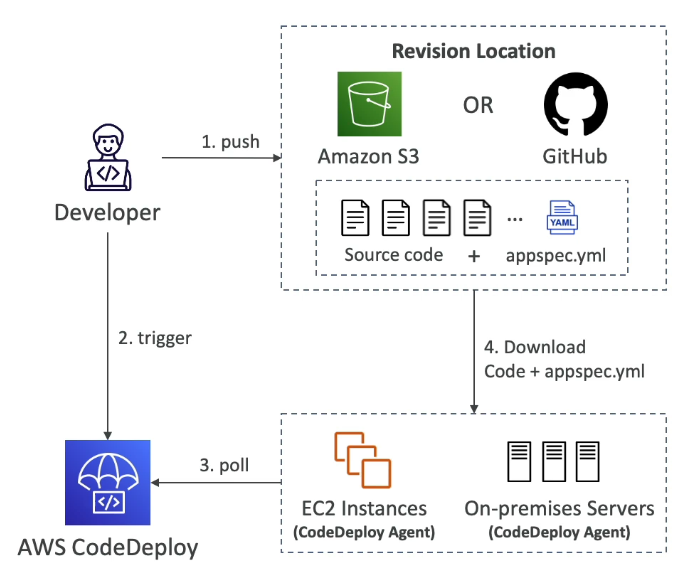 Revision Location
OR
Amazon S3
GitHub
1. push
Developer
</>
YAML
...
Source code + appspec.yml
2. trigger
4. Download
Code + appspec.yml
3. poll
</>
AWS CodeDeploy
EC2 Instances
(CodeDeploy Agent)
On-premises Servers
(CodeDeploy Agent)